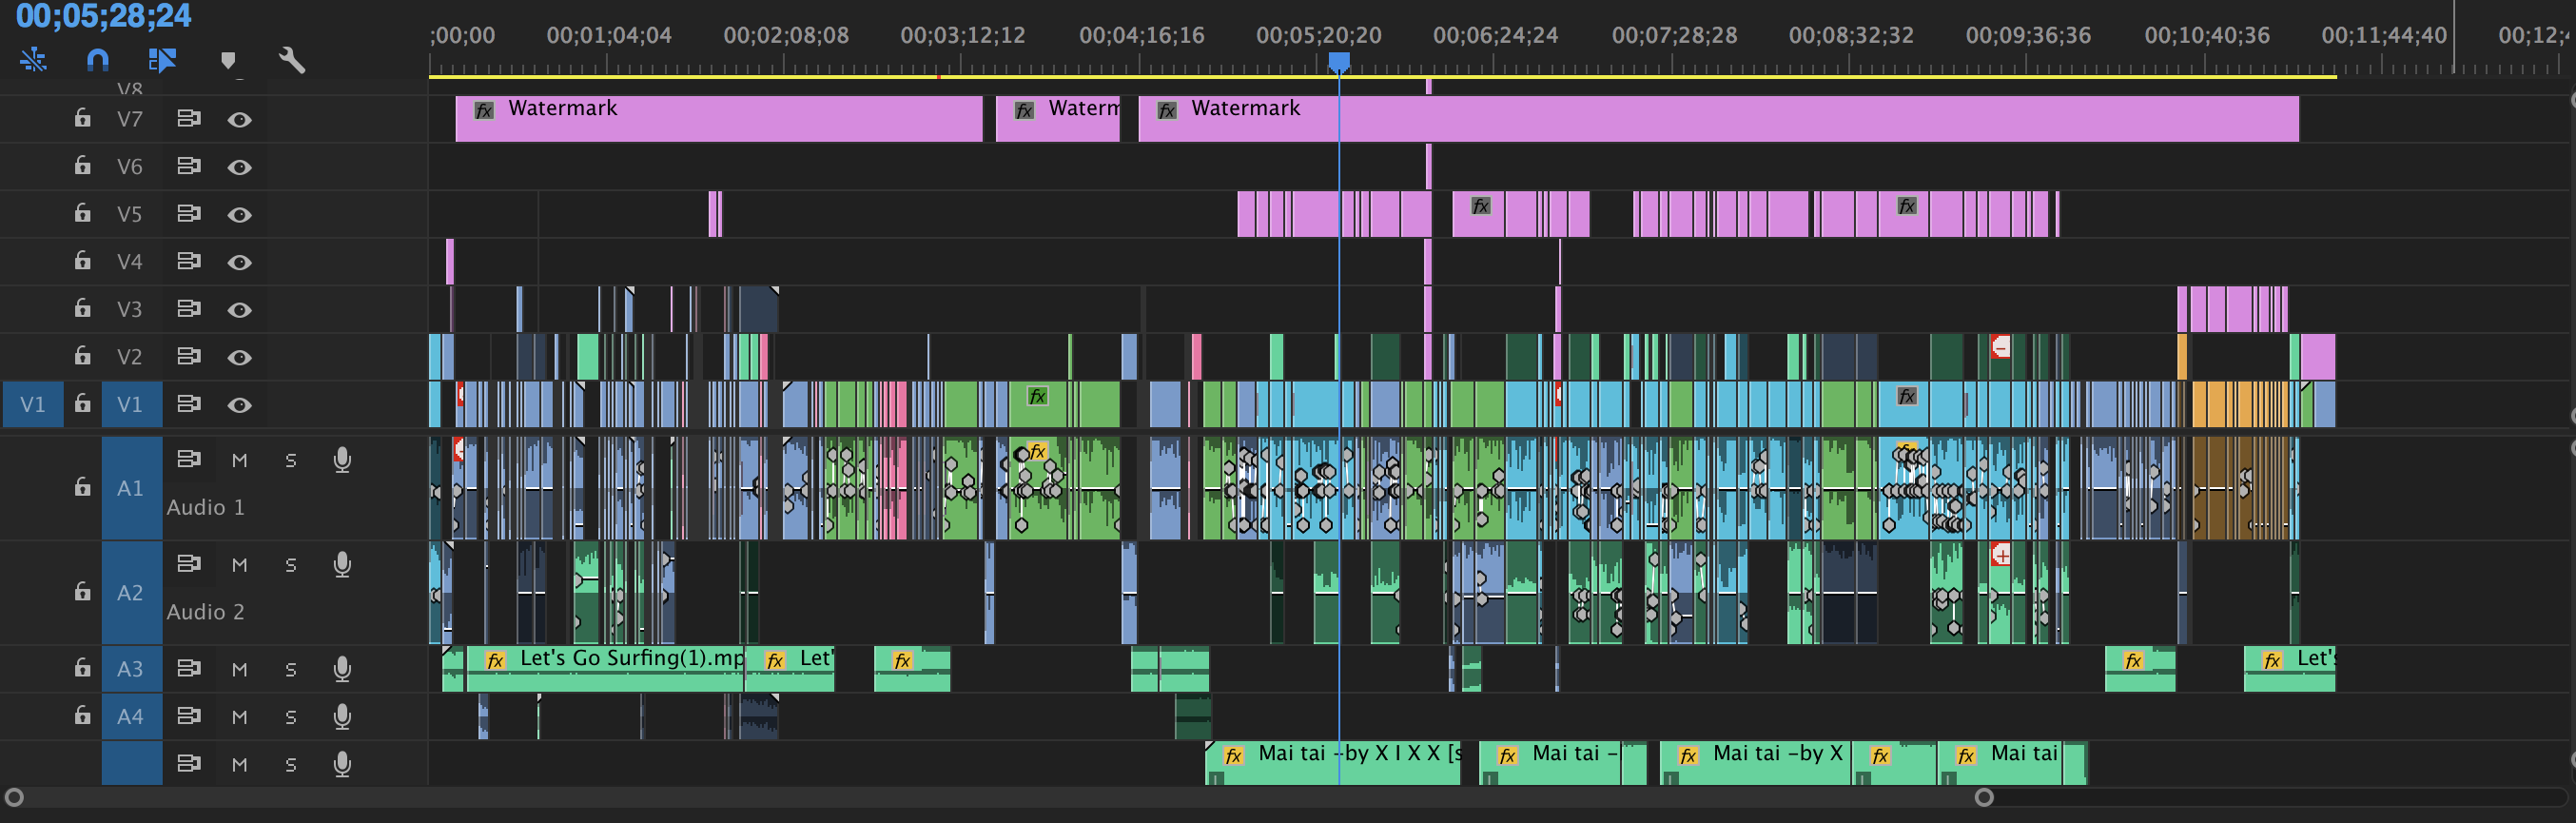 00;05;28;24
;00;00 00;01;04;04 00;02;08;08 00;03;12;12 00;04;16;16 00;05;20;20 00;06;24;24 00;07;28;28 00;08;32;32 00;09;36;36 00;10;40;36 00;11;44;40 00;12;4
V8
V7 fx Watermark fx Waterm fx Watermark
V6
V5 fx fx
V4
V3
V2
V1 V1 fx fx
A1 M S fx
Audio 1
A2 M S
Audio 2
A3 M S fx Let's Go Surfing(1).mp fx Let' fx fx fx Let's
A4 M S
M S fx Mai tai –by X I X X [s fx Mai tai – fx Mai tai –by X fx fx Mai tai